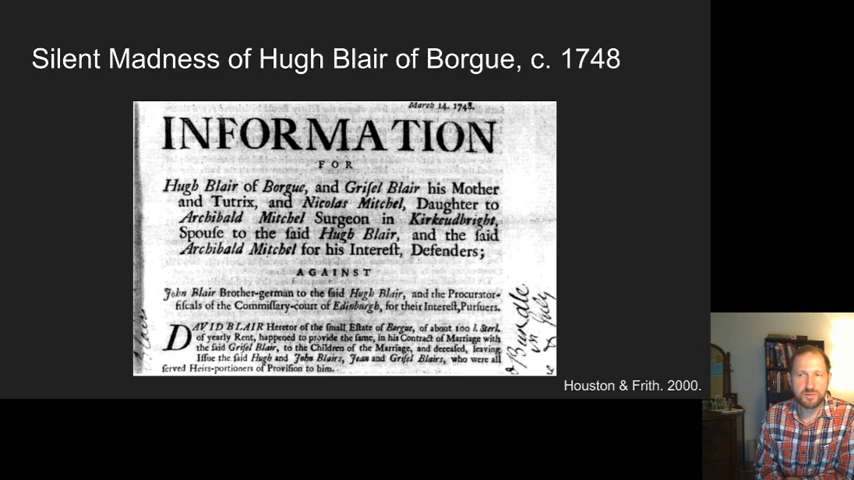 Silent Madness of Hugh Blair of Borgue, c. 1748
March 14. 1748.
INFORMATION
FOR
Hugh Blair of Borgue, and Griſel Blair his Mother
and Tutrix, and Nicolas Mitchel, Daughter to
Archibald Mitchel Surgeon in Kirkcudbright,
Spouſe to the ſaid Hugh Blair, and the ſaid
Archibald Mitchel for his Intereſt, Defenders;
AGAINST
John Blair Brother-german to the ſaid Hugh Blair, and the Procurator-
fiſcals of the Commiſſary-court of Edinburgh, for their Intereſt, Purſuers.
DAVID BLAIR Heretor of the ſmall Eſtate of Borgue, of about 100 l. Sterl.
of yearly Rent, happened to provide the ſame, in his Contract of Marriage with
the ſaid Griſel Blair, to the Children of the Marriage, and deceaſed, leaving
Iſſue the ſaid Hugh and John Blairs, Jean and Griſel Blairs, who were all
ſerved Heirs-portioners of Proviſion to him.
Houston & Frith. 2000.